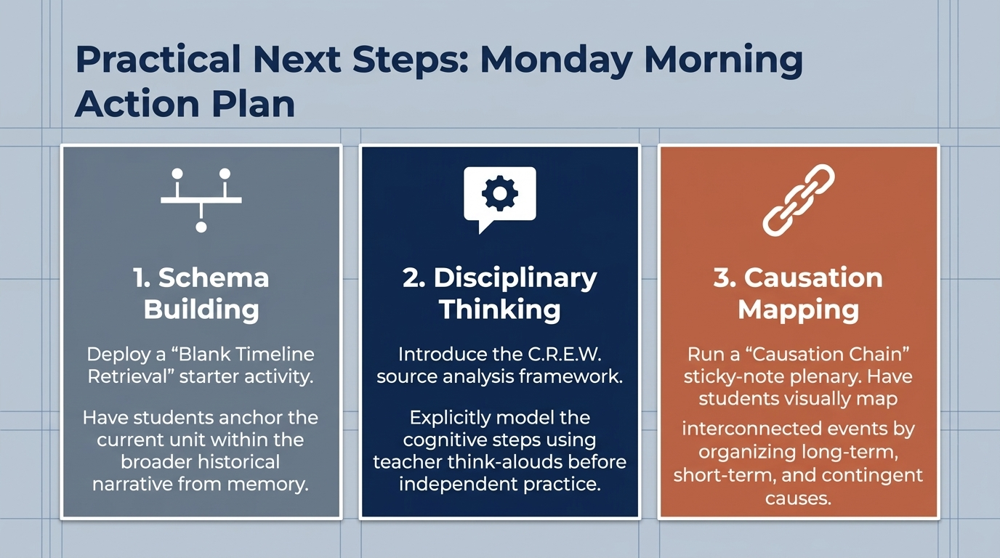 Practical Next Steps: Monday Morning
Action Plan
1. Schema
Building
Deploy a “Blank Timeline
Retrieval” starter activity.
Have students anchor the
current unit within the
broader historical
narrative from memory.
2. Disciplinary
Thinking
Introduce the C.R.E.W.
source analysis framework.
Explicitly model the
cognitive steps using
teacher think-alouds before
independent practice.
3. Causation
Mapping
Run a “Causation Chain”
sticky-note plenary. Have
students visually map
interconnected events by
organizing long-term,
short-term, and contingent
causes.